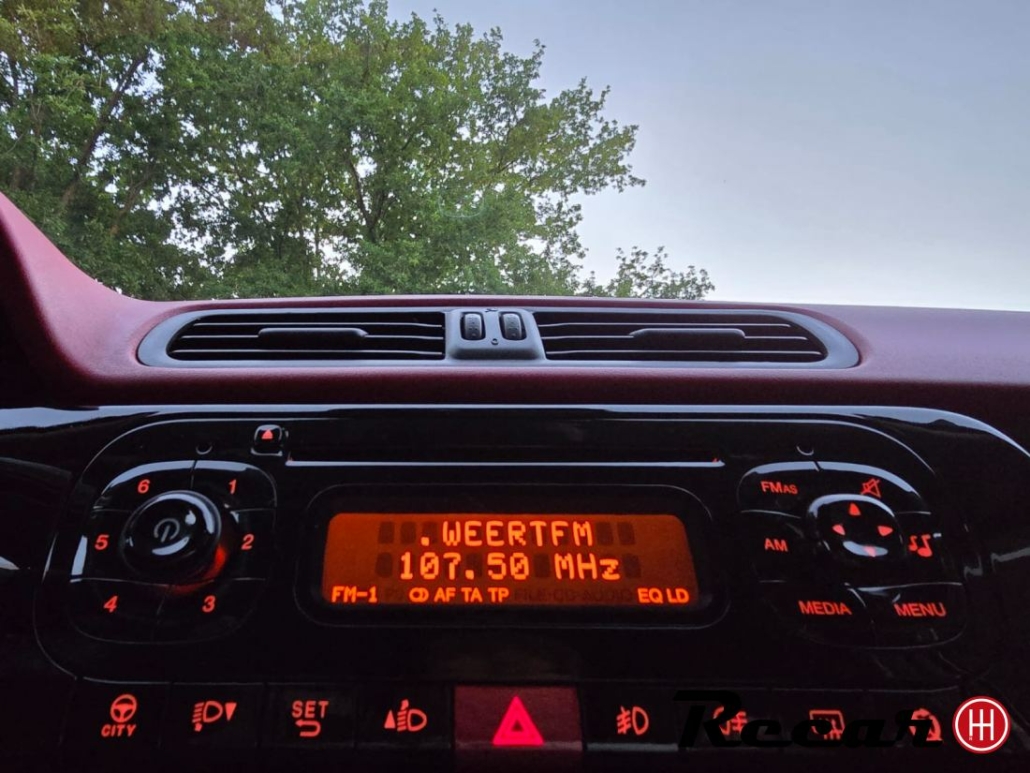 6 1
5 2
4 3
.WEERTFM
107.50 MHz
FM-1 AF TA TP EQ LD
FMAS
AM
MEDIA MENU
CITY
SET
Recar
H